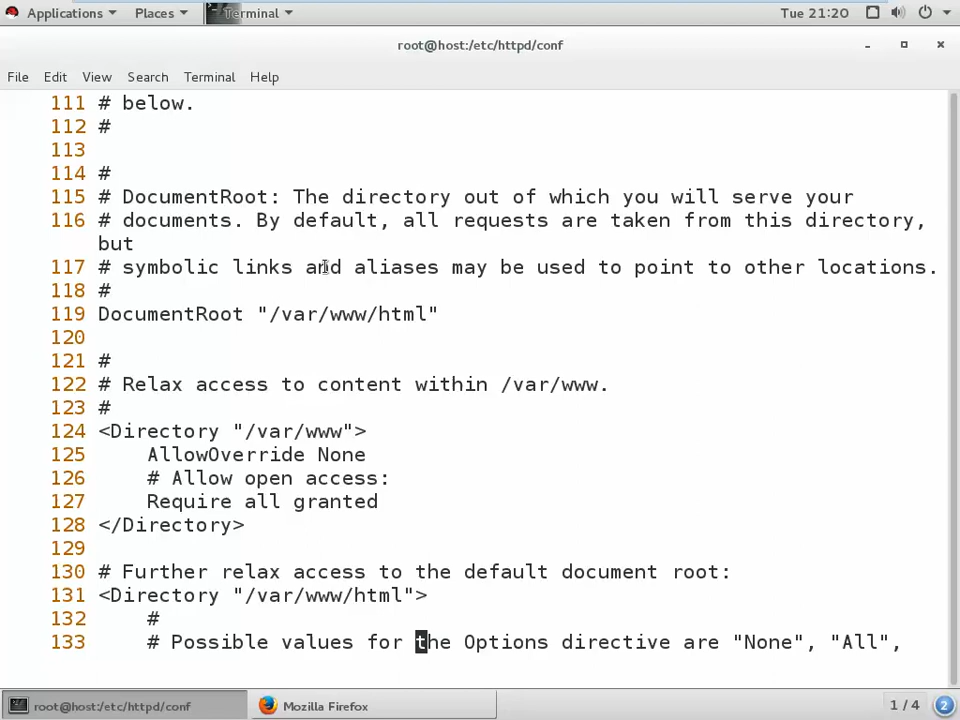 Applications Places Terminal Tue 21:20
root@host:/etc/httpd/conf
File Edit View Search Terminal Help
111 # below.
112 #
113
114 #
115 # DocumentRoot: The directory out of which you will serve your
116 # documents. By default, all requests are taken from this directory,
but
117 # symbolic links and aliases may be used to point to other locations.
118 #
119 DocumentRoot "/var/www/html"
120
121 #
122 # Relax access to content within /var/www.
123 #
124 <Directory "/var/www">
125     AllowOverride None
126     # Allow open access:
127     Require all granted
128 </Directory>
129
130 # Further relax access to the default document root:
131 <Directory "/var/www/html">
132     #
133     # Possible values for the Options directive are "None", "All",
root@host:/etc/httpd/conf Mozilla Firefox 1 / 4 2